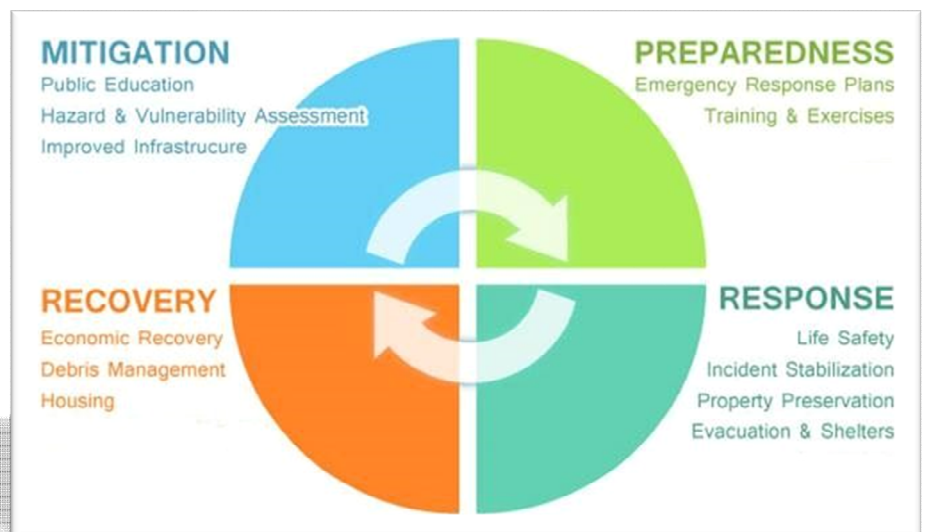 MITIGATION
Public Education
Hazard & Vulnerability Assessment
Improved Infrastrucure
PREPAREDNESS
Emergency Response Plans
Training & Exercises
RECOVERY
Economic Recovery
Debris Management
Housing
RESPONSE
Life Safety
Incident Stabilization
Property Preservation
Evacuation & Shelters